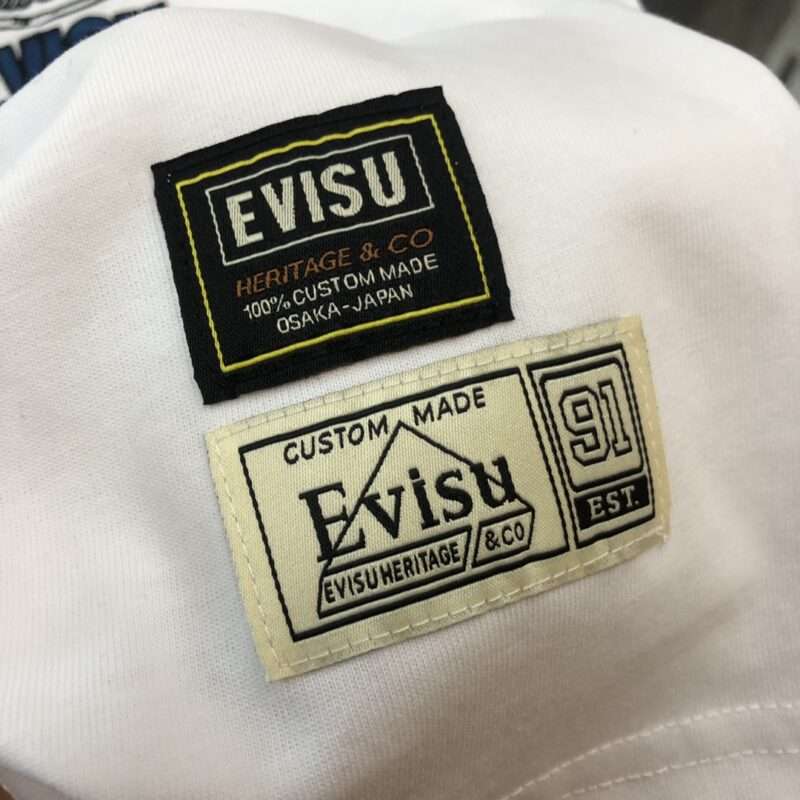 EVISU
HERITAGE & CO
100% CUSTOM MADE
OSAKA-JAPAN
CUSTOM MADE
Evisu
EVISUHERITAGE &CO
91
EST.